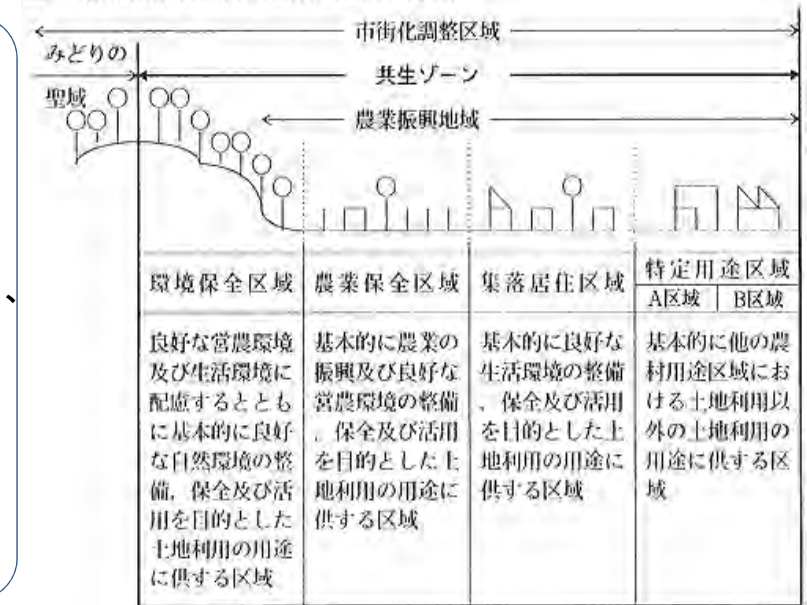 市街化調整区域
みどりの
共生ゾーン
聖域
農業振興地域
環境保全区域
農業保全区域
集落居住区域
特定用途区域
A区域
B区域
良好な営農環境
及び生活環境に
配慮するととも
に基本的に良好
な自然環境の整
備、保全及び活
用を目的とした
土地利用の用途
に供する区域
基本的に農業の
振興及び良好な
営農環境の整備
、保全及び活用
を目的とした土
地利用の用途に
供する区域
基本的に良好な
生活環境の整備
、保全及び活用
を目的とした土
地利用の用途に
供する区域
基本的に他の農
村用途区域にお
ける土地利用以
外の土地利用の
用途に供する区
域
、